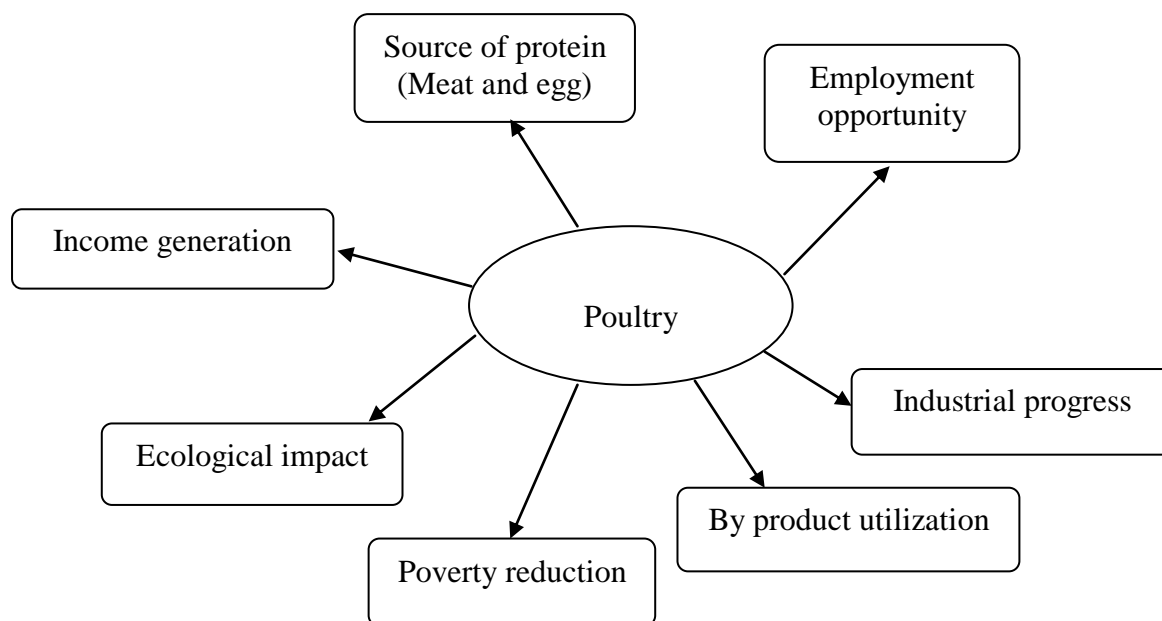 Source of protein
(Meat and egg)
Employment
opportunity
Income generation
Poultry
Industrial progress
Ecological impact
By product utilization
Poverty reduction